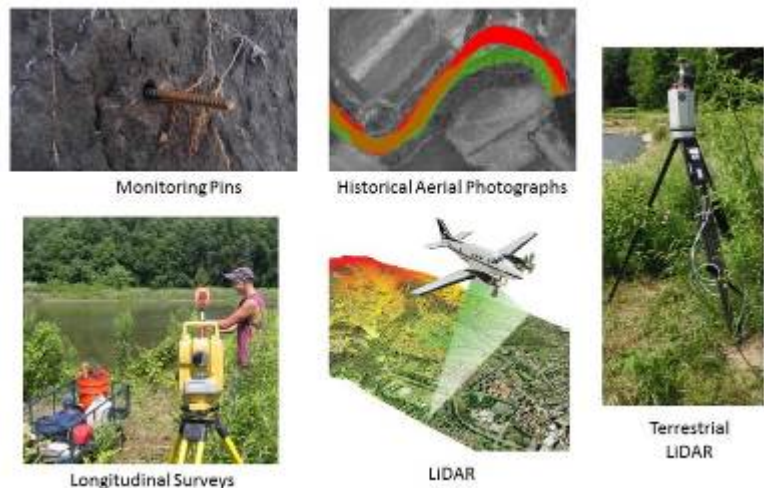 Monitoring Pins
Historical Aerial Photographs
Longitudinal Surveys
LiDAR
Terrestrial
LiDAR